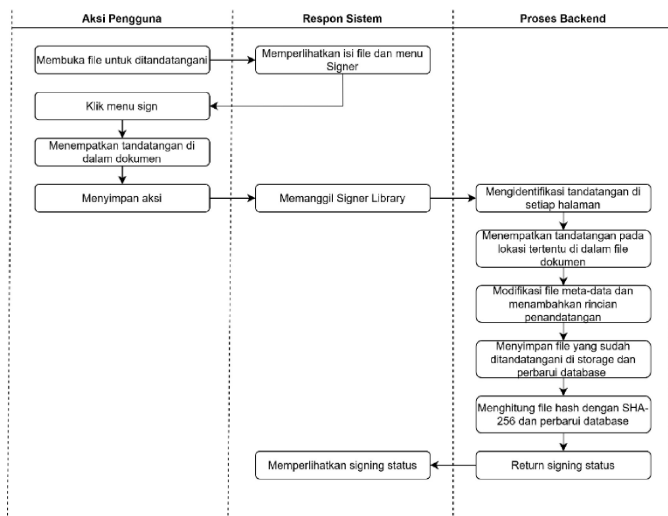 Aksi Pengguna
Respon Sistem
Proses Backend
Membuka file untuk ditandatangani
Memperlihatkan isi file dan menu
Signer
Klik menu sign
Menempatkan tandatangan di
dalam dokumen
Menyimpan aksi
Memanggil Signer Library
Mengidentifikasi tandatangan di
setiap halaman
Menempatkan tandatangan pada
lokasi tertentu di dalam file
dokumen
Modifikasi file meta-data dan
menambahkan rincian
penandatangan
Menyimpan file yang sudah
ditandatangani di storage dan
perbarui database
Menghitung file hash dengan SHA-
256 dan perbarui database
Memperlihatkan signing status
Return signing status